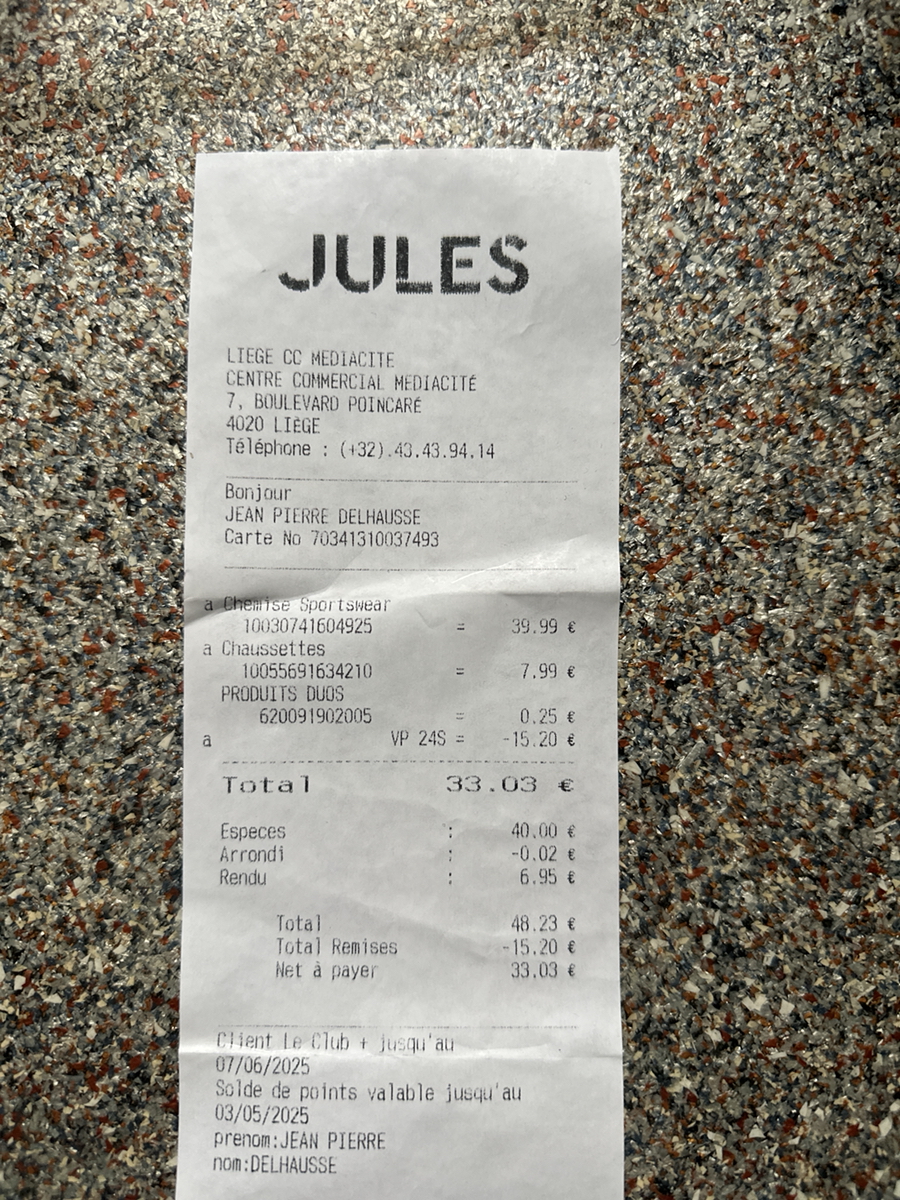 JULES
LIEGE CC MEDIACITE
CENTRE COMMERCIAL MEDIACITÉ
7, BOULEVARD POINCARÉ
4020 LIÈGE
Téléphone : (+32).43.43.94.14
Bonjour
JEAN PIERRE DELHAUSSE
Carte No 70341310037493
a Chemise Sportswear
10030741604925 = 39.99 €
a Chaussettes
10055691634210 = 7.99 €
PRODUITS DUOS
620091902005 = 0.25 €
a VP 24S = -15.20 €
Total 33.03 €
Especes : 40.00 €
Arrondi : -0.02 €
Rendu : 6.95 €
Total 48.23 €
Total Remises -15.20 €
Net à payer 33.03 €
Client Le Club + jusqu'au
07/06/2025
Solde de points valable jusqu'au
03/05/2025
prenom:JEAN PIERRE
nom:DELHAUSSE